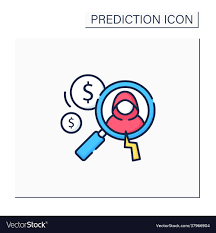 PREDICTION ICON
$
$
VectorStock®
VectorStock.com/37966954